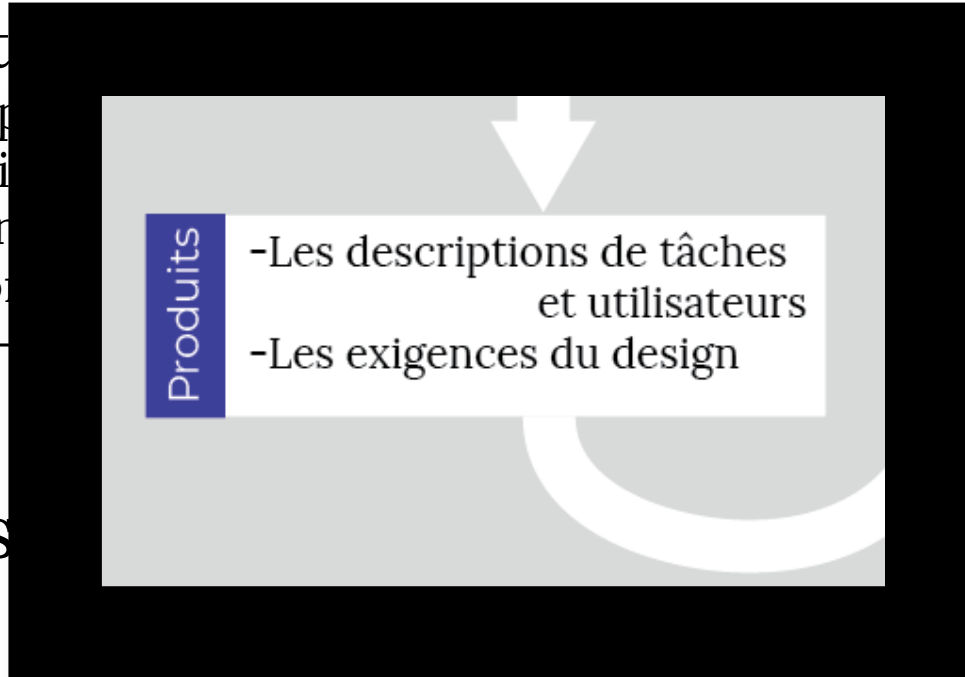 Produits
-Les descriptions de tâches
et utilisateurs
-Les exigences du design